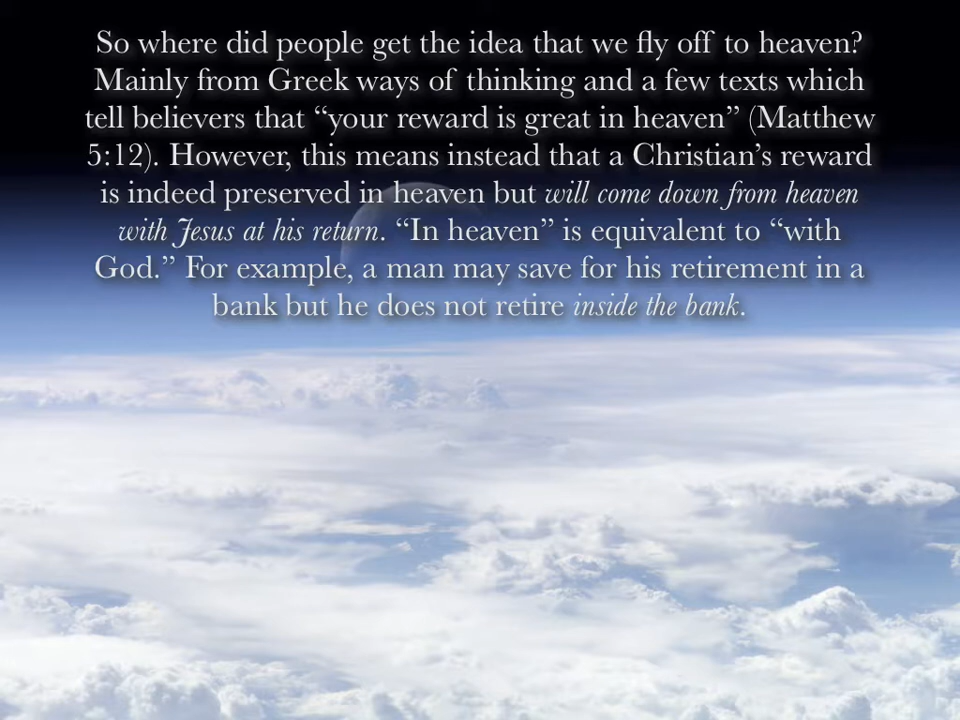 So where did people get the idea that we fly off to heaven?
Mainly from Greek ways of thinking and a few texts which
tell believers that “your reward is great in heaven” (Matthew
5:12). However, this means instead that a Christian’s reward
is indeed preserved in heaven but will come down from heaven
with Jesus at his return. “In heaven” is equivalent to “with
God.” For example, a man may save for his retirement in a
bank but he does not retire inside the bank.